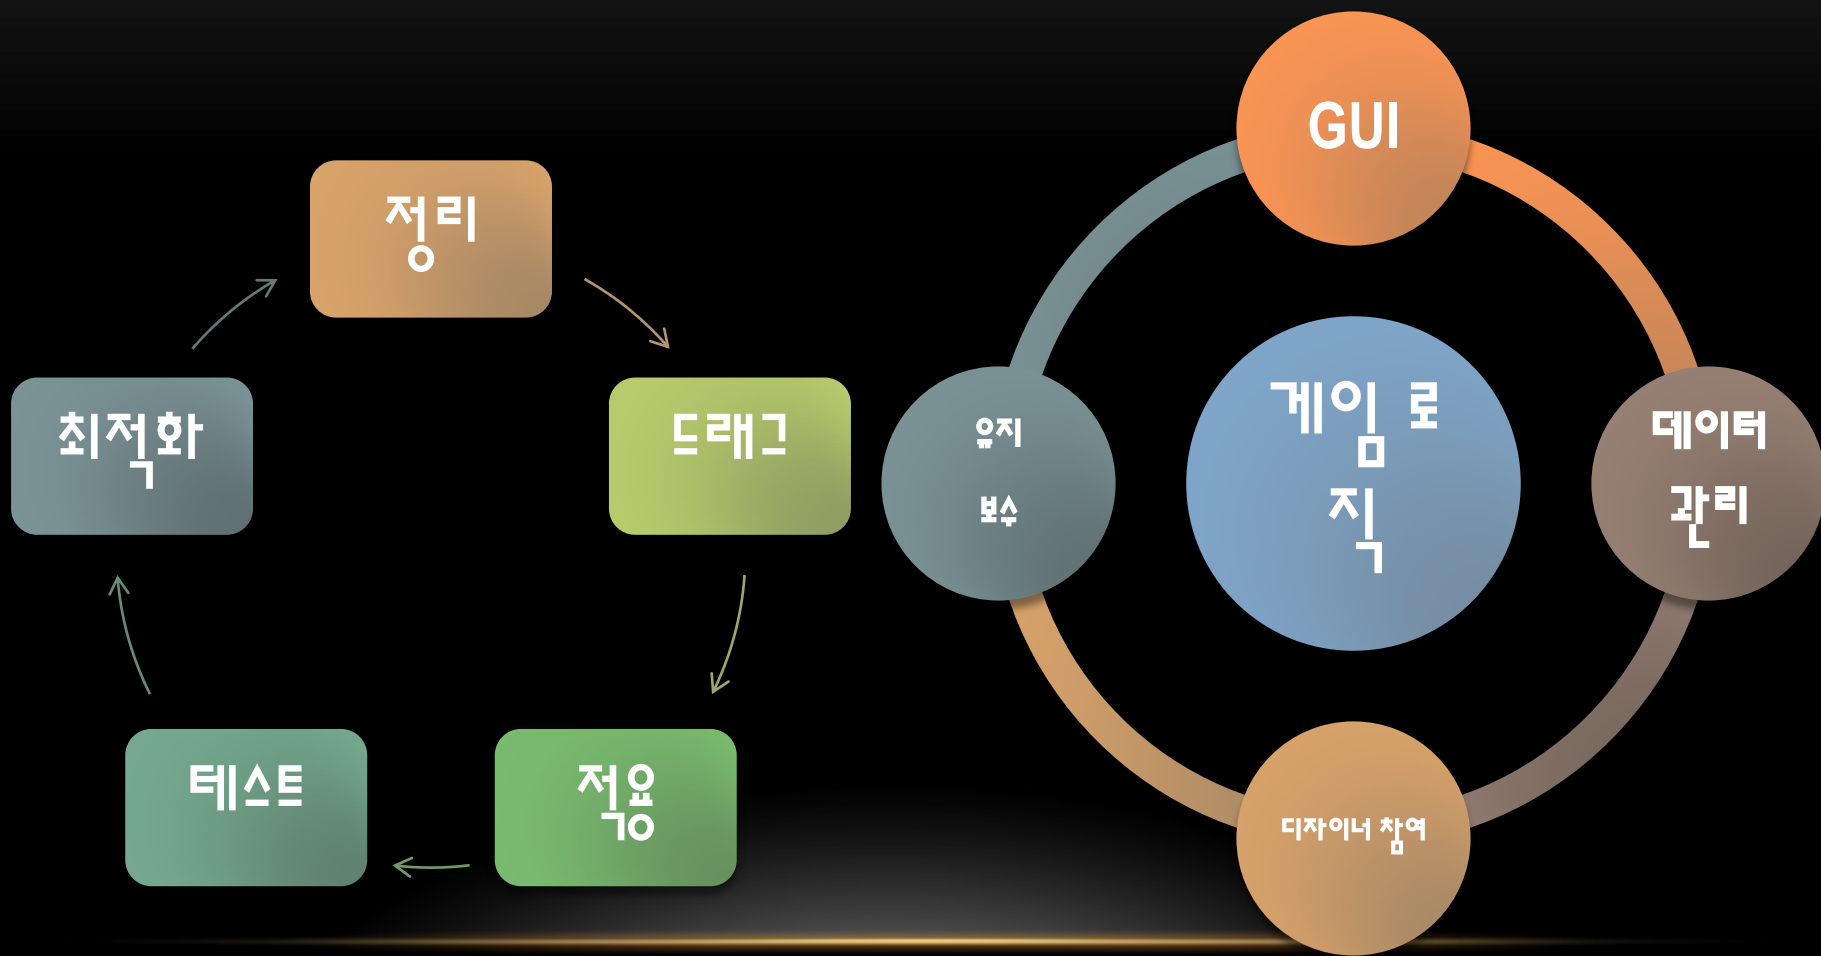 정리
드래그
적용
테스트
최적화
GUI
데이터
관리
디자이너 참여
유지
보수
게임 로
직